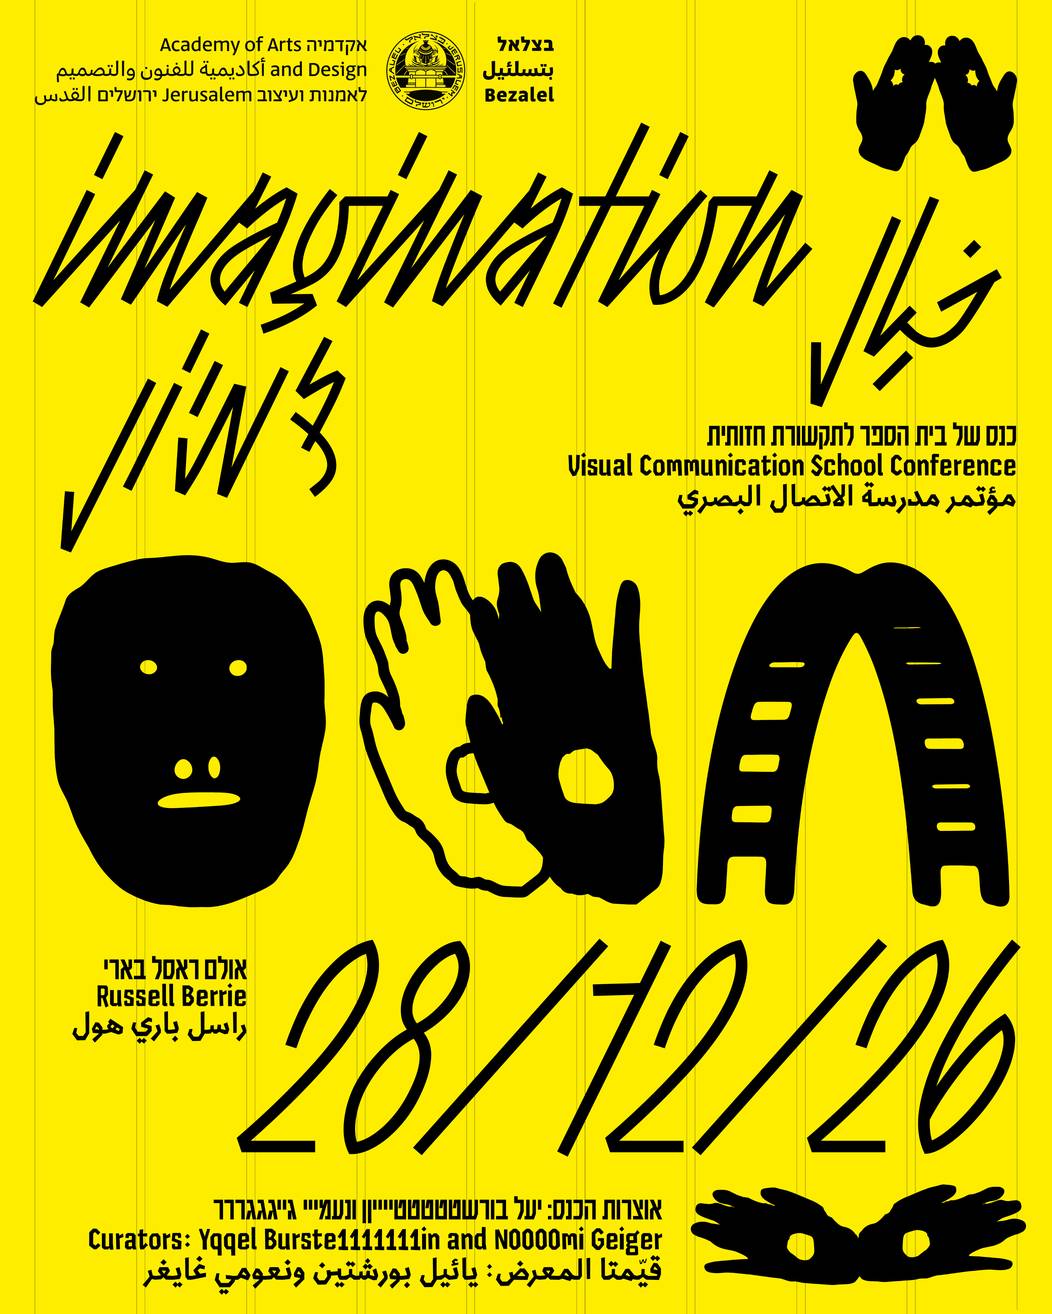 אקדמיה Academy of Arts
and Design أكاديمية للفنون والتصميم
לאמנות ועיצוב Jerusalem ירושלים القدس
בצלאל
بتسلئيل
Bezalel
imagination
خيال
דמיון
כנס של בית הספר לתקשורת חזותית
Visual Communication School Conference
مؤتمر مدرسة الاتصال البصري
אולם ראסל בארי
Russell Berrie
راسل باري هول
28/12/26
אוצרות הכנס: יעל בורשטטטטטטייייין ונעמייי גייגגגררר
Curators: Yqqel Burste1111111in and N0000mi Geiger
قيّمتا المعرض: يائيل بورشتين ونعومي غايغر